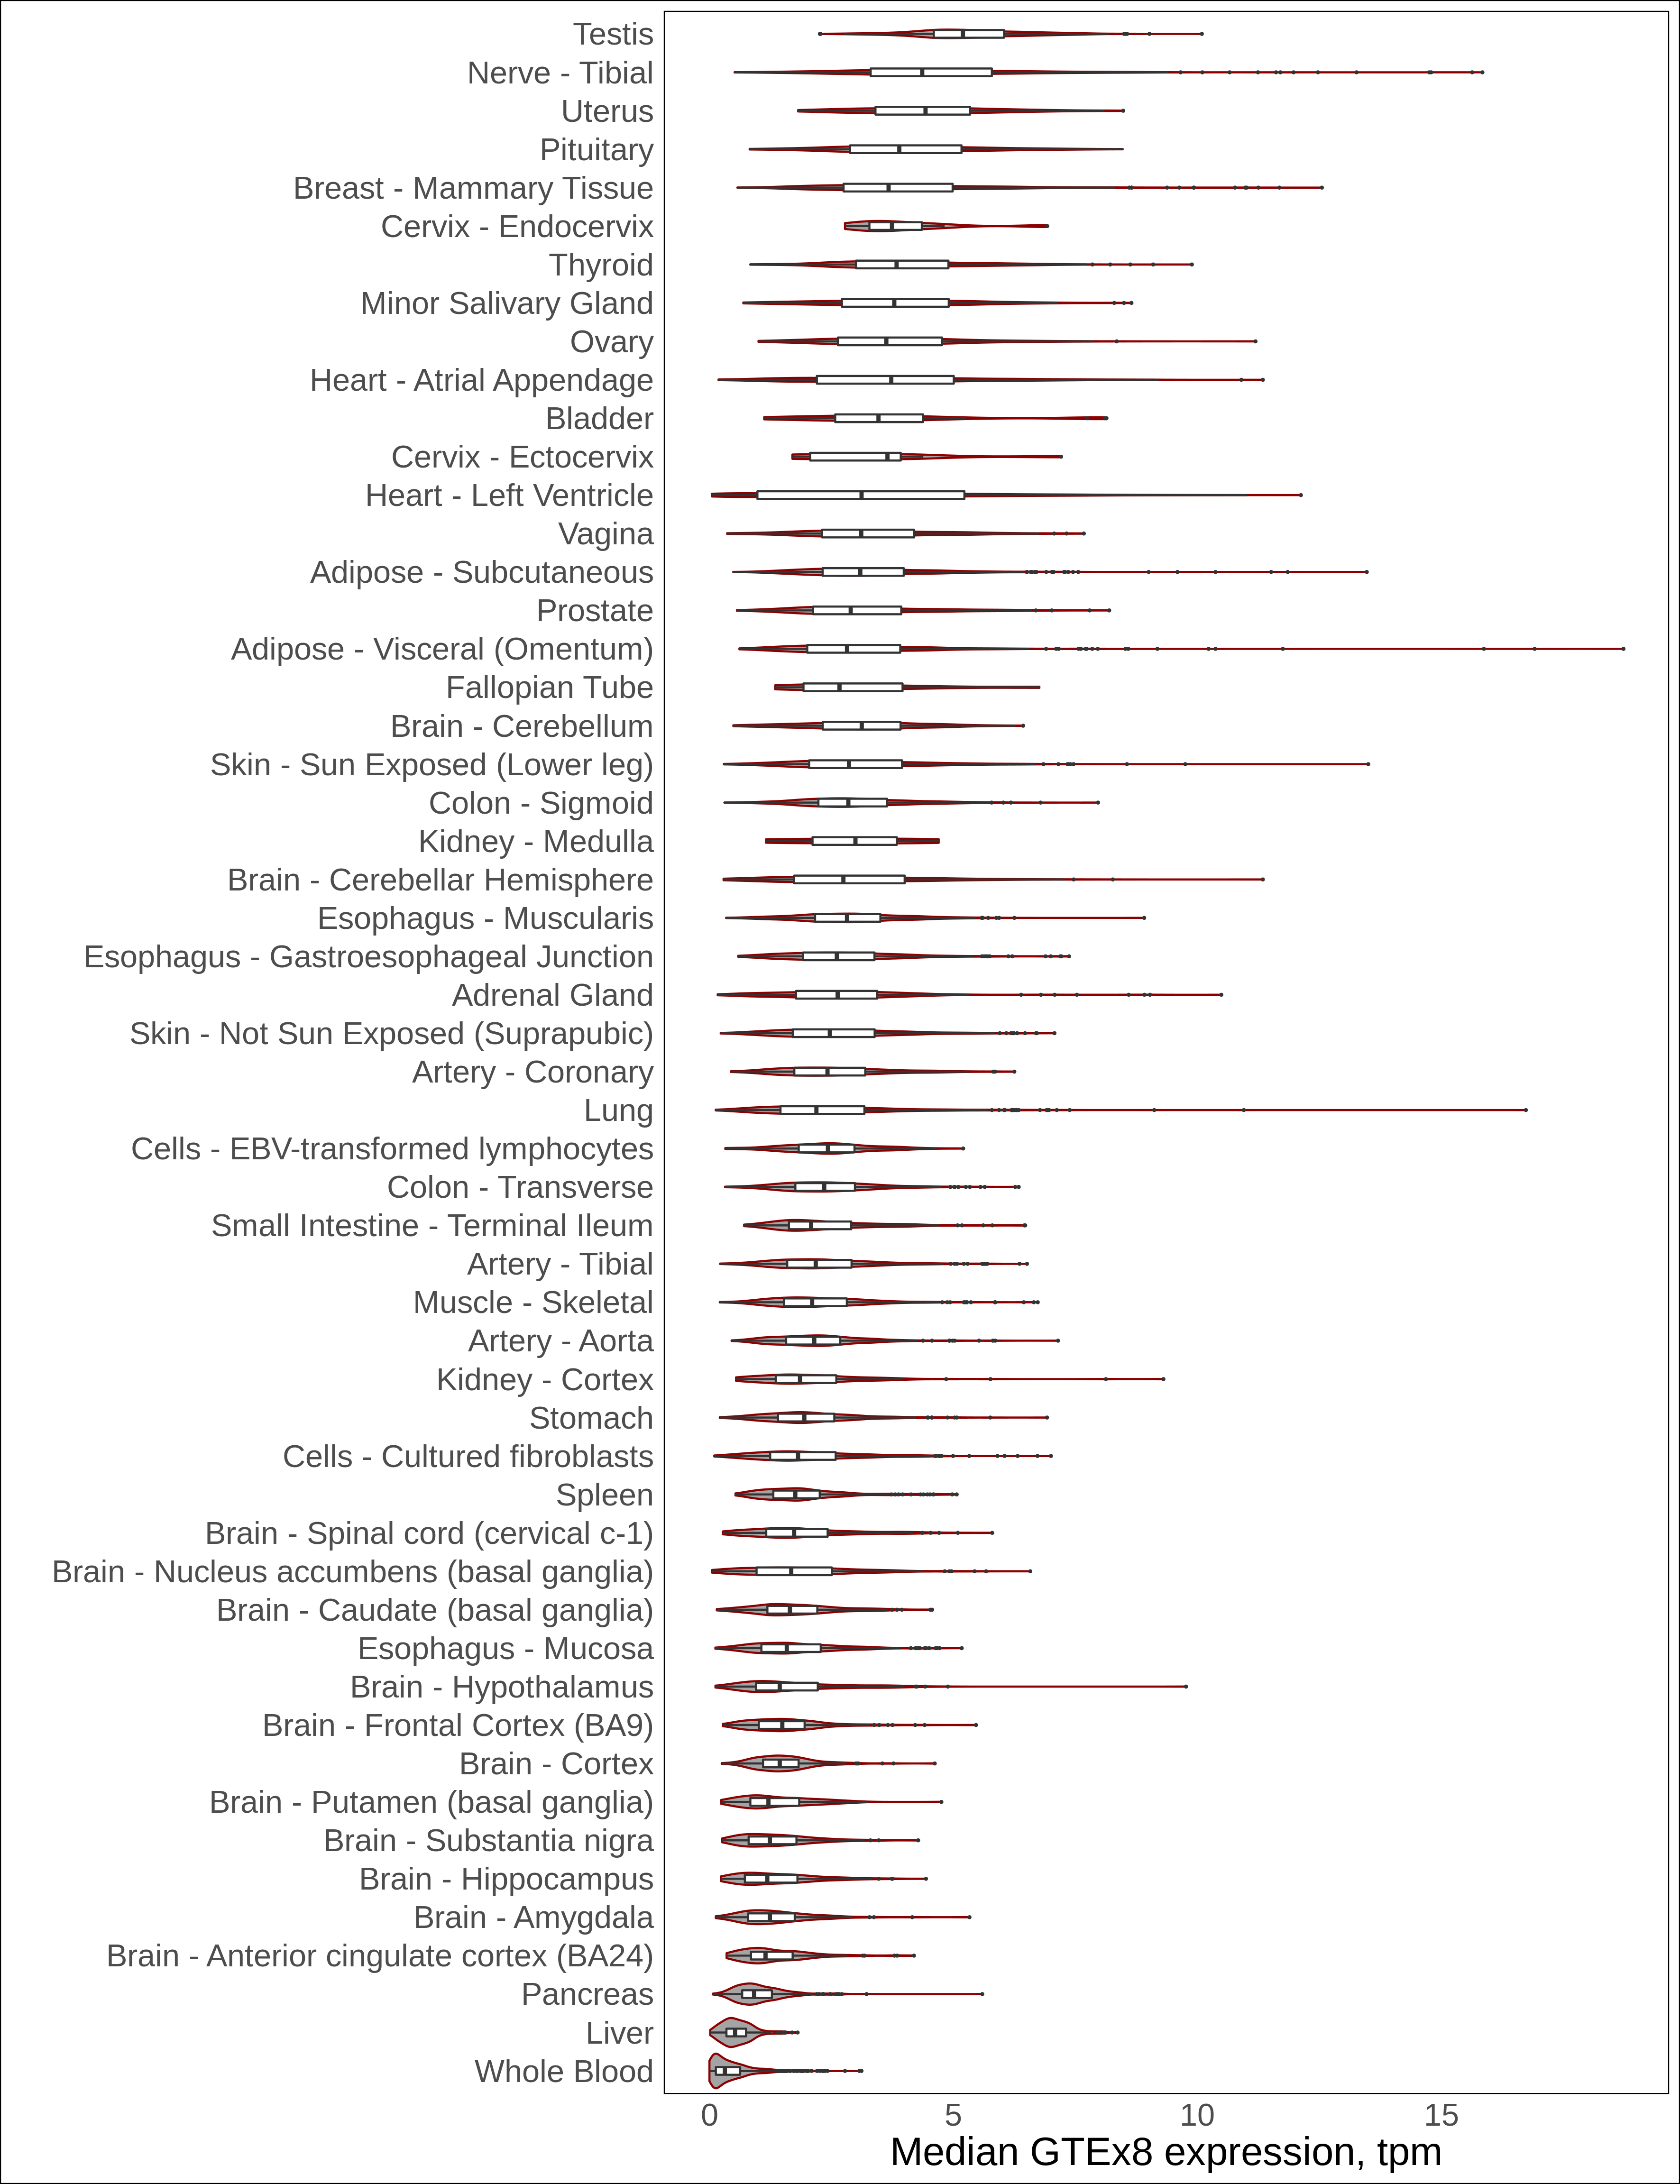 Testis
Nerve - Tibial
Uterus
Pituitary
Breast - Mammary Tissue
Cervix - Endocervix
Thyroid
Minor Salivary Gland
Ovary
Heart - Atrial Appendage
Bladder
Cervix - Ectocervix
Heart - Left Ventricle
Vagina
Adipose - Subcutaneous
Prostate
Adipose - Visceral (Omentum)
Fallopian Tube
Brain - Cerebellum
Skin - Sun Exposed (Lower leg)
Colon - Sigmoid
Kidney - Medulla
Brain - Cerebellar Hemisphere
Esophagus - Muscularis
Esophagus - Gastroesophageal Junction
Adrenal Gland
Skin - Not Sun Exposed (Suprapubic)
Artery - Coronary
Lung
Cells - EBV-transformed lymphocytes
Colon - Transverse
Small Intestine - Terminal Ileum
Artery - Tibial
Muscle - Skeletal
Artery - Aorta
Kidney - Cortex
Stomach
Cells - Cultured fibroblasts
Spleen
Brain - Spinal cord (cervical c-1)
Brain - Nucleus accumbens (basal ganglia)
Brain - Caudate (basal ganglia)
Esophagus - Mucosa
Brain - Hypothalamus
Brain - Frontal Cortex (BA9)
Brain - Cortex
Brain - Putamen (basal ganglia)
Brain - Substantia nigra
Brain - Hippocampus
Brain - Amygdala
Brain - Anterior cingulate cortex (BA24)
Pancreas
Liver
Whole Blood
0 5 10 15
Median GTEx8 expression, tpm